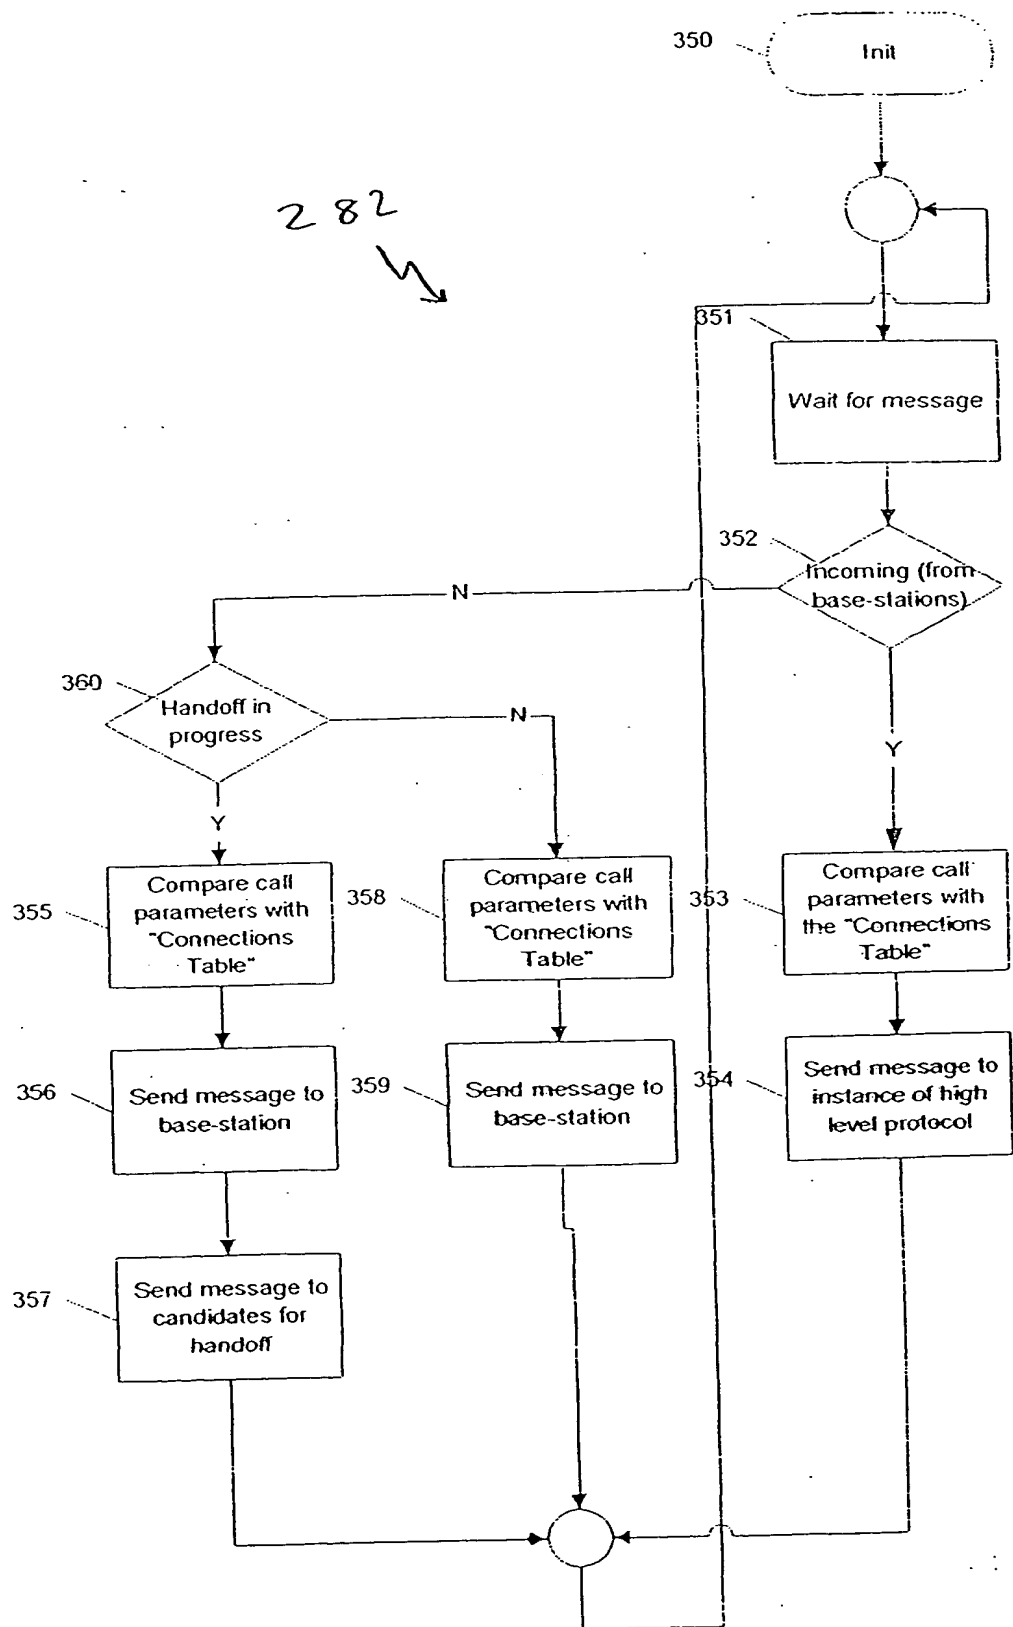 350
Init
282
351
Wait for message
352
Incoming (from
base-stations)
N
360
Handoff in
progress
N
Y
Y
355
Compare call
parameters with
"Connections
Table"
358
Compare call
parameters with
"Connections
Table"
353
Compare call
parameters with
the "Connections
Table"
356
Send message to
base-station
359
Send message to
base-station
354
Send message to
instance of high
level protocol
357
Send message to
candidates for
handoff